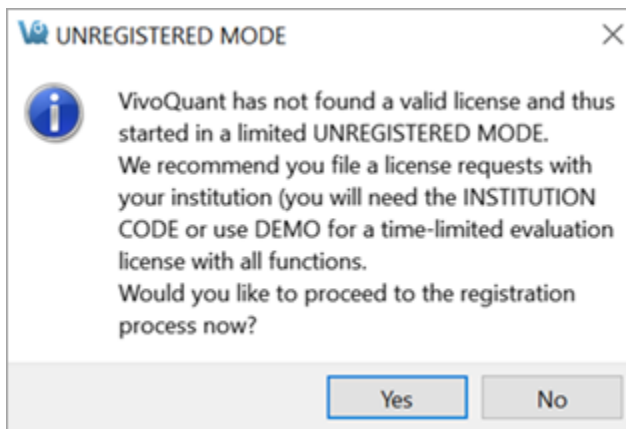 UNREGISTERED MODE
VivoQuant has not found a valid license and thus
started in a limited UNREGISTERED MODE.
We recommend you file a license requests with
your institution (you will need the INSTITUTION
CODE or use DEMO for a time-limited evaluation
license with all functions.
Would you like to proceed to the registration
process now?
Yes
No